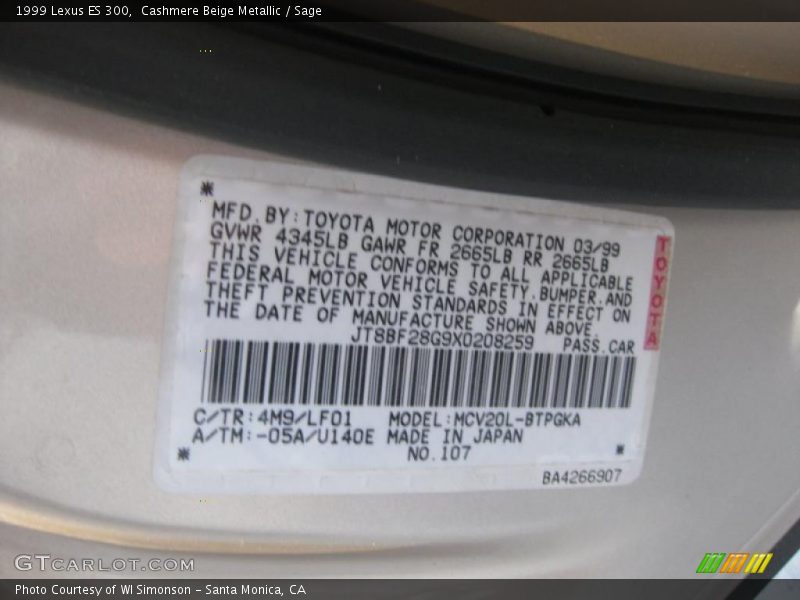 1999 Lexus ES 300, Cashmere Beige Metallic / Sage
MFD. BY: TOYOTA MOTOR CORPORATION 03/99
GVWR 4345LB GAWR FR 2665LB RR 2665LB
THIS VEHICLE CONFORMS TO ALL APPLICABLE
FEDERAL MOTOR VEHICLE SAFETY, BUMPER, AND
THEFT PREVENTION STANDARDS IN EFFECT ON
THE DATE OF MANUFACTURE SHOWN ABOVE.
JT8BF28G9X0208259 PASS. CAR
TOYOTA
C/TR: 4M9/LF01 MODEL: MCV20L-BTPGKA
A/TM: -05A/U140E MADE IN JAPAN
NO. 107
BA4266907
GTCARLOT.COM
Photo Courtesy of WI Simonson - Santa Monica, CA